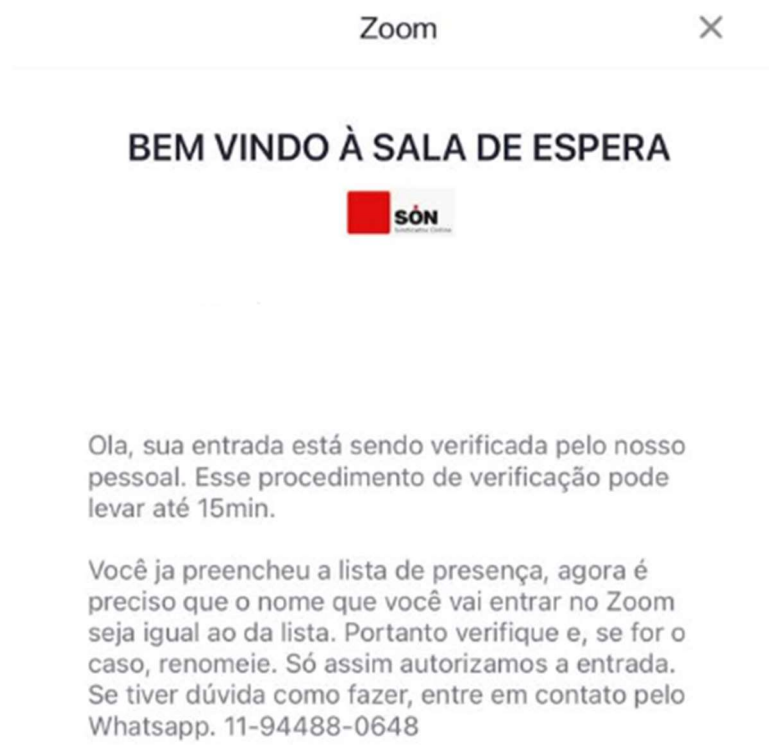 Zoom
BEM VINDO À SALA DE ESPERA
SÓN
Ola, sua entrada está sendo verificada pelo nosso
pessoal. Esse procedimento de verificação pode
levar até 15min.
Você ja preencheu a lista de presença, agora é
preciso que o nome que você vai entrar no Zoom
seja igual ao da lista. Portanto verifique e, se for o
caso, renomeie. Só assim autorizamos a entrada.
Se tiver dúvida como fazer, entre em contato pelo
Whatsapp. 11-94488-0648